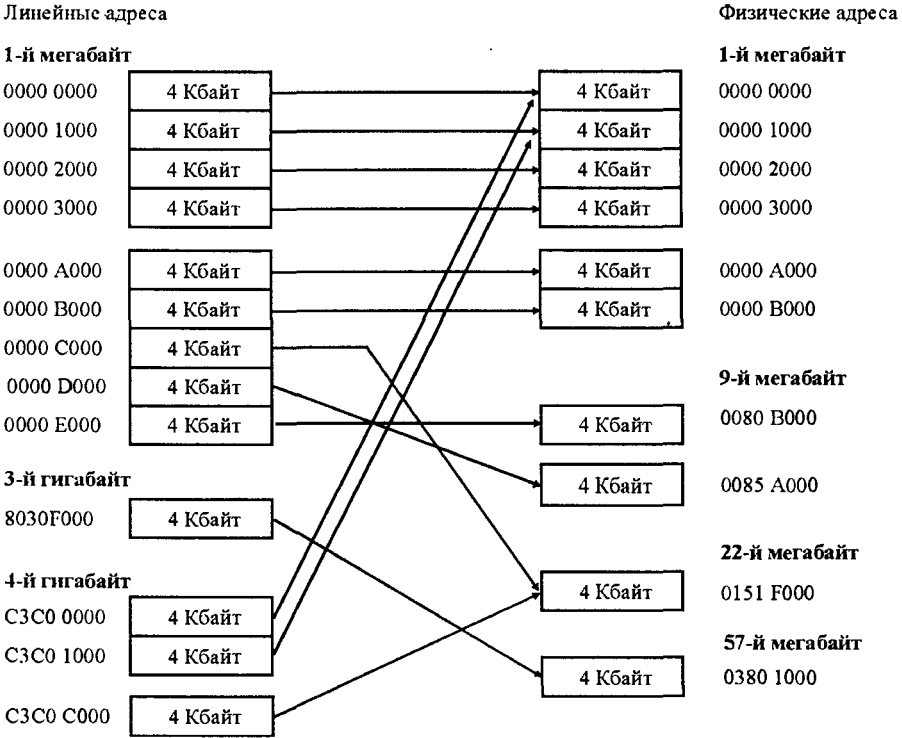 Линейные адреса Физические адреса
1-й мегабайт 1-й мегабайт
0000 0000 4 Кбайт 4 Кбайт 0000 0000
0000 1000 4 Кбайт 4 Кбайт 0000 1000
0000 2000 4 Кбайт 4 Кбайт 0000 2000
0000 3000 4 Кбайт 4 Кбайт 0000 3000
0000 A000 4 Кбайт 4 Кбайт 0000 A000
0000 B000 4 Кбайт 4 Кбайт 0000 B000
0000 C000 4 Кбайт
9-й мегабайт
0000 D000 4 Кбайт
0000 E000 4 Кбайт 4 Кбайт 0080 B000
3-й гигабайт
4 Кбайт 0085 A000
8030F000 4 Кбайт
22-й мегабайт
4-й гигабайт
4 Кбайт 0151 F000
C3C0 0000 4 Кбайт
57-й мегабайт
C3C0 1000 4 Кбайт
4 Кбайт 0380 1000
C3C0 C000 4 Кбайт